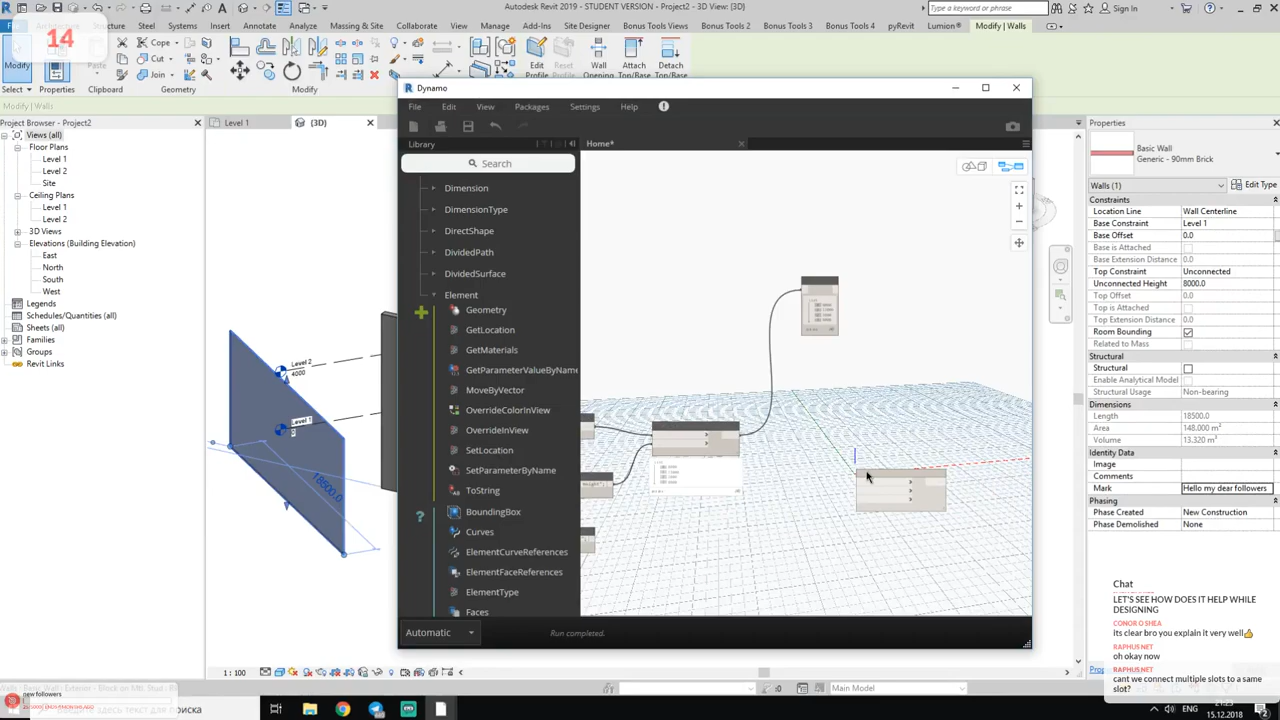 Autodesk Revit 2019 - STUDENT VERSION - Project2 - 3D View: {3D}
Type a keyword or phrase
Sign In
Structure Steel Systems Insert Annotate Analyze Massing & Site Collaborate View Manage Add-Ins Site Designer Bonus Tools Views Bonus Tools 2 Bonus Tools 3 Bonus Tools 4 pyRevit Lumion® Modify | Walls
14
Cope
Cut
Join
Modify
Paste
Edit Profile
Reset Profile
Wall Opening
Attach Top/Base
Detach Top/Base
Select
Properties
Clipboard
Geometry
Modify
Modify | Walls
Project Browser - Project2
Views (all)
Floor Plans
Level 1
Level 2
Site
Ceiling Plans
Level 1
Level 2
3D Views
Elevations (Building Elevation)
East
North
South
West
Legends
Schedules/Quantities (all)
Sheets (all)
Families
Groups
Revit Links
Level 1
{3D}
Level 2
4000
Level 1
0
1 : 100
Dynamo
File Edit View Packages Settings Help
Library
Home*
Search
Dimension
DimensionType
DirectShape
DividedPath
DividedSurface
Element
Geometry
GetLocation
GetMaterials
GetParameterValueByName
MoveByVector
OverrideColorInView
OverrideInView
SetLocation
SetParameterByName
ToString
BoundingBox
Curves
ElementCurveReferences
ElementFaceReferences
ElementType
Faces
Automatic
Run completed.
Properties
Basic Wall
Generic - 90mm Brick
Walls (1)
Edit Type
Constraints
Location Line Wall Centerline
Base Constraint Level 1
Base Offset 0.0
Base is Attached
Base Extension Distance 0.0
Top Constraint Unconnected
Unconnected Height 8000.0
Top Offset 0.0
Top is Attached
Top Extension Distance 0.0
Room Bounding
Related to Mass
Structural
Structural
Enable Analytical Model
Structural Usage Non-bearing
Dimensions
Length 18500.0
Area 148.000 m²
Volume 13.320 m³
Identity Data
Image
Comments
Mark Hello my dear followers
Phasing
Phase Created New Construction
Phase Demolished None
Chat
LET'S SEE HOW DOES IT HELP WHILE
DESIGNING
CONOR O SHEA
its clear bro you explain it very well👍
RAPHUS NET
oh okay now
RAPHUS NET
cant we connect multiple slots to a same
slot?
:0
Main Model
new followers
ENG
15.12.2018
2